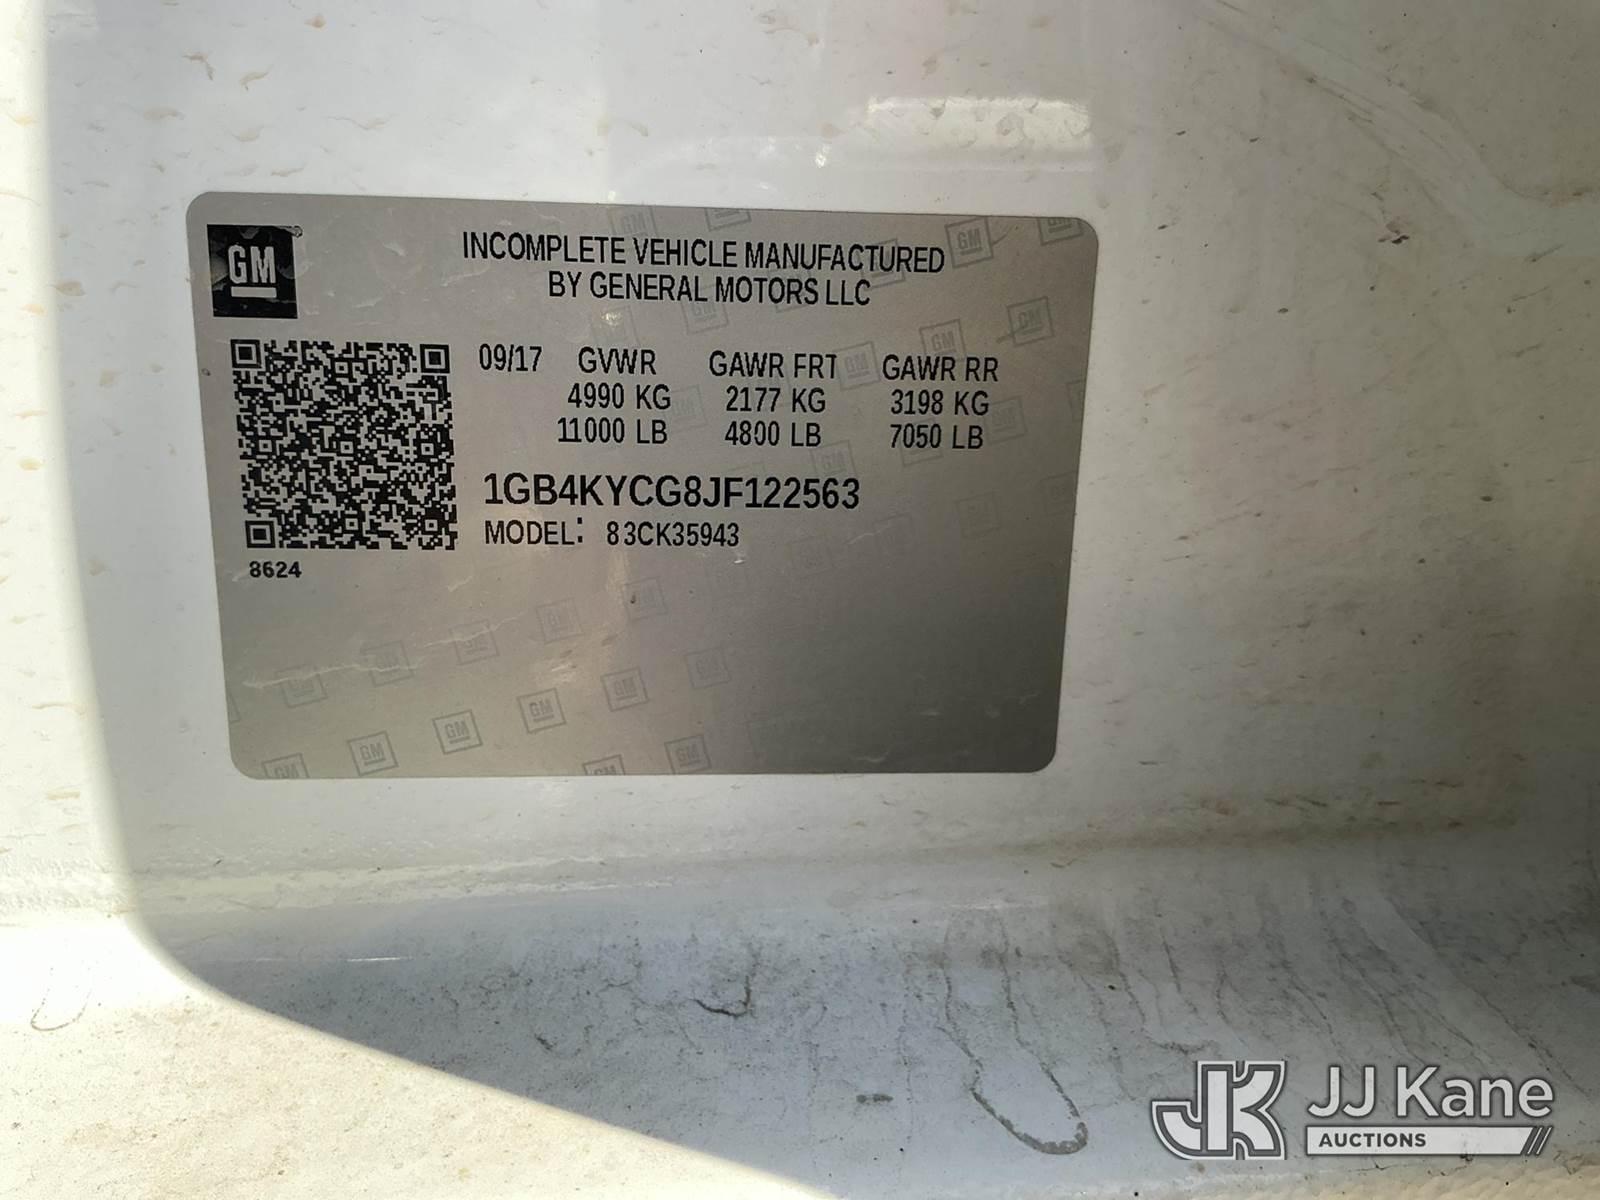 GM
INCOMPLETE VEHICLE MANUFACTURED
BY GENERAL MOTORS LLC
09/17 GVWR GAWR FRT GAWR RR
4990 KG 2177 KG 3198 KG
11000 LB 4800 LB 7050 LB
1GB4KYCG8JF122563
MODEL: 83CK35943
8624
JK JJ Kane
AUCTIONS